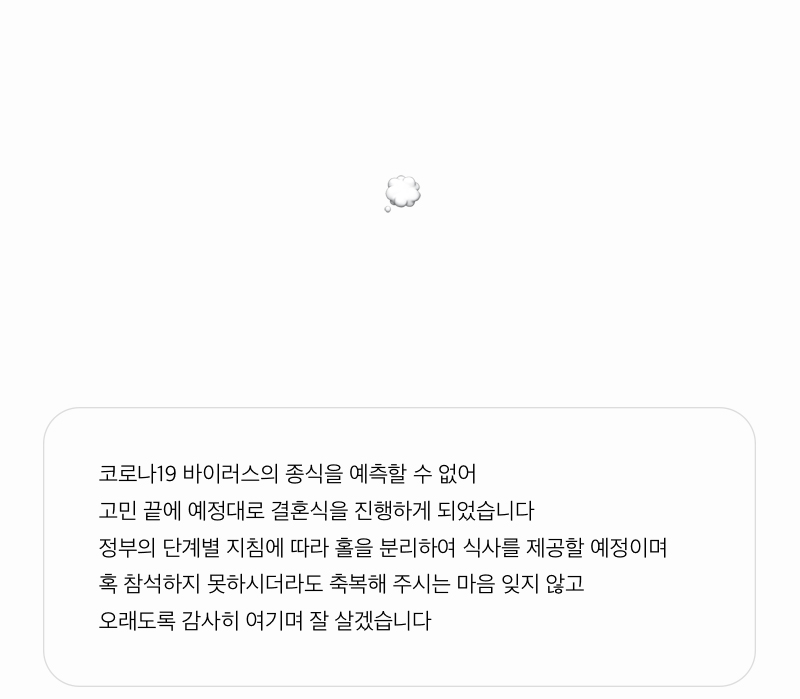 코로나19 바이러스의 종식을 예측할 수 없어
고민 끝에 예정대로 결혼식을 진행하게 되었습니다
정부의 단계별 지침에 따라 홀을 분리하여 식사를 제공할 예정이며
혹 참석하지 못하시더라도 축복해 주시는 마음 잊지 않고
오래도록 감사히 여기며 잘 살겠습니다